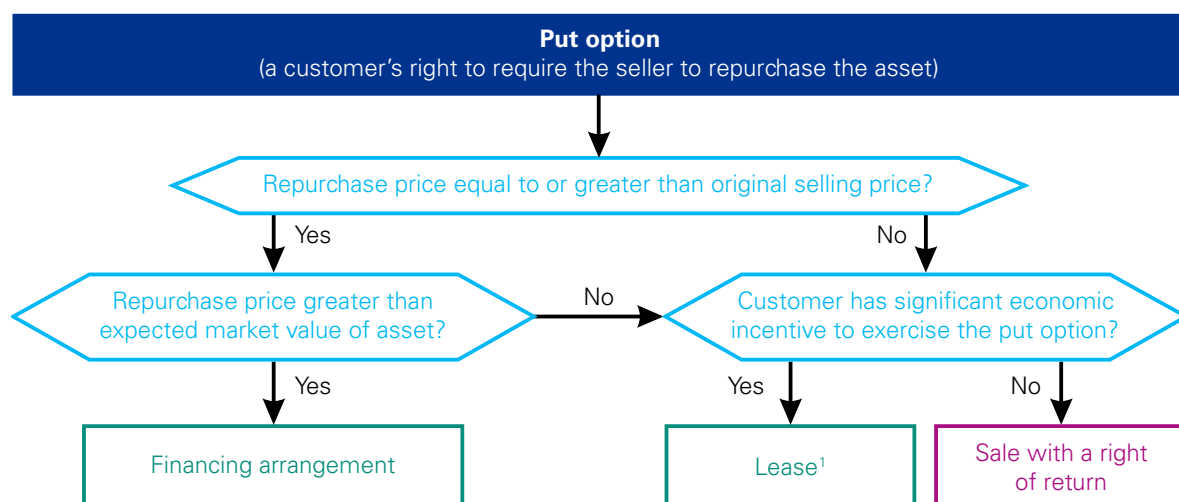 Put option
(a customer's right to require the seller to repurchase the asset)
Repurchase price equal to or greater than original selling price?
Yes
No
Repurchase price greater than
expected market value of asset?
No
Customer has significant economic
incentive to exercise the put option?
Yes
Yes
No
Financing arrangement
Lease¹
Sale with a right
of return